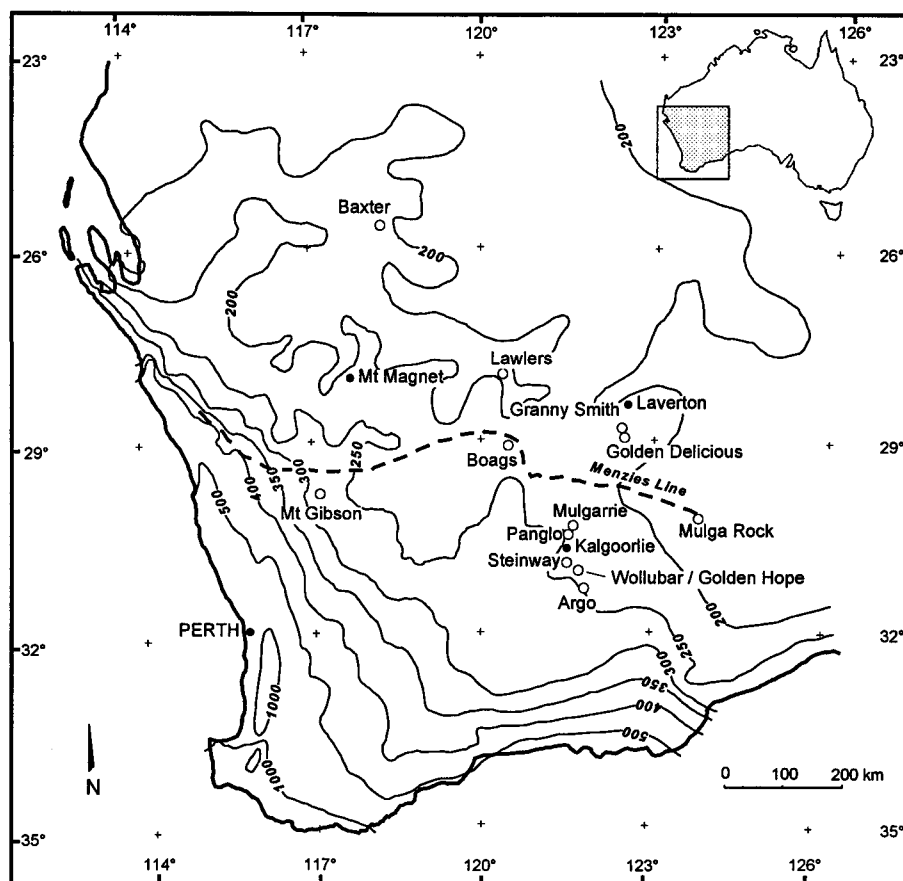 114° 117° 120° 123° 126°
23° 23°
200
Baxter
200
26° 26°
200
Lawlers
Mt Magnet
Granny Smith Laverton
29° 250 29°
Boags Golden Delicious
300
350
400
500
Menzies Line
Mt Gibson
Mulgarrie
Mulga Rock
Panglo
Kalgoorlie
Steinway
Wollubar / Golden Hope
Argo
200
PERTH
32° 250 32°
300
1000
350
400
500
1000
N
0 100 200 km
35° 35°
114° 117° 120° 123° 126°